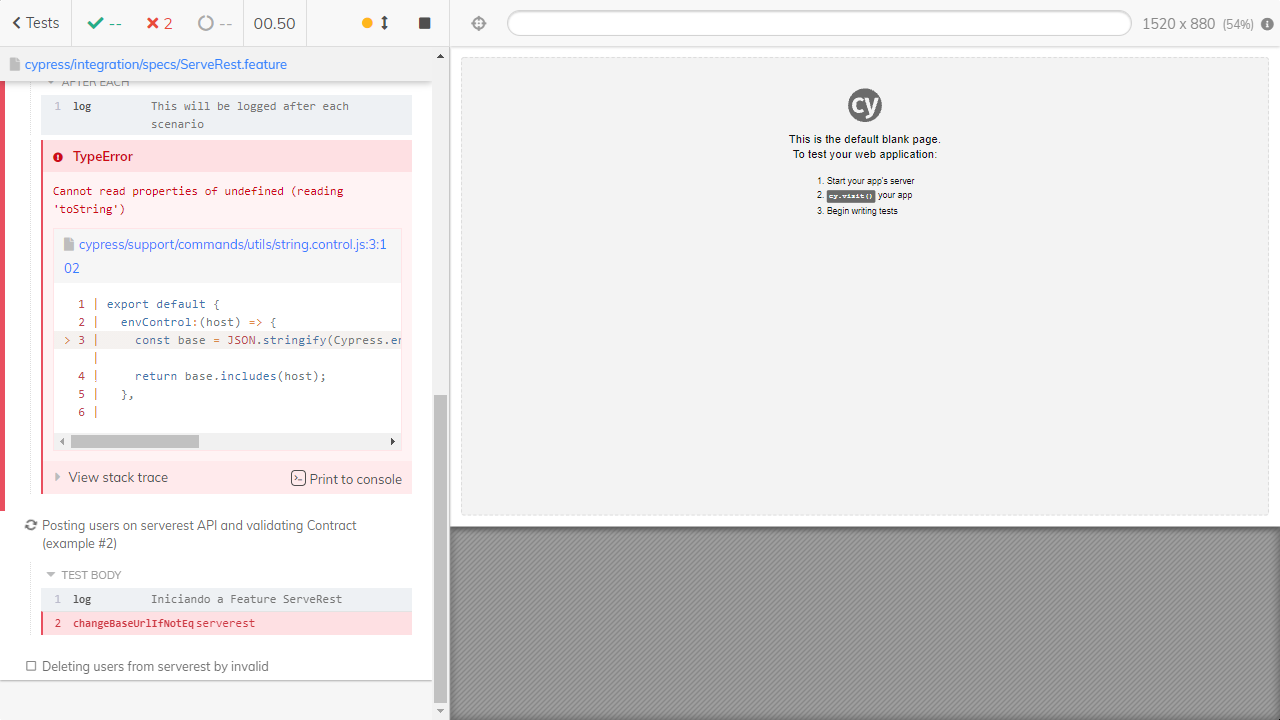 Tests
--
2
--
00.50
1520 x 880 (54%)
cypress/integration/specs/ServeRest.feature
AFTER EACH
1 log This will be logged after each
scenario
TypeError
Cannot read properties of undefined (reading
'toString')
cypress/support/commands/utils/string.control.js:3:1
02
1 | export default {
2 | envControl:(host) => {
> 3 | const base = JSON.stringify(Cypress.en
|
4 | return base.includes(host);
5 | },
6 |
View stack trace
Print to console
Posting users on serverest API and validating Contract
(example #2)
TEST BODY
1 log Iniciando a Feature ServeRest
2 changeBaseUrlIfNotEq serverest
Deleting users from serverest by invalid
cy
This is the default blank page.
To test your web application:
1. Start your app's server
2. cy.visit() your app
3. Begin writing tests